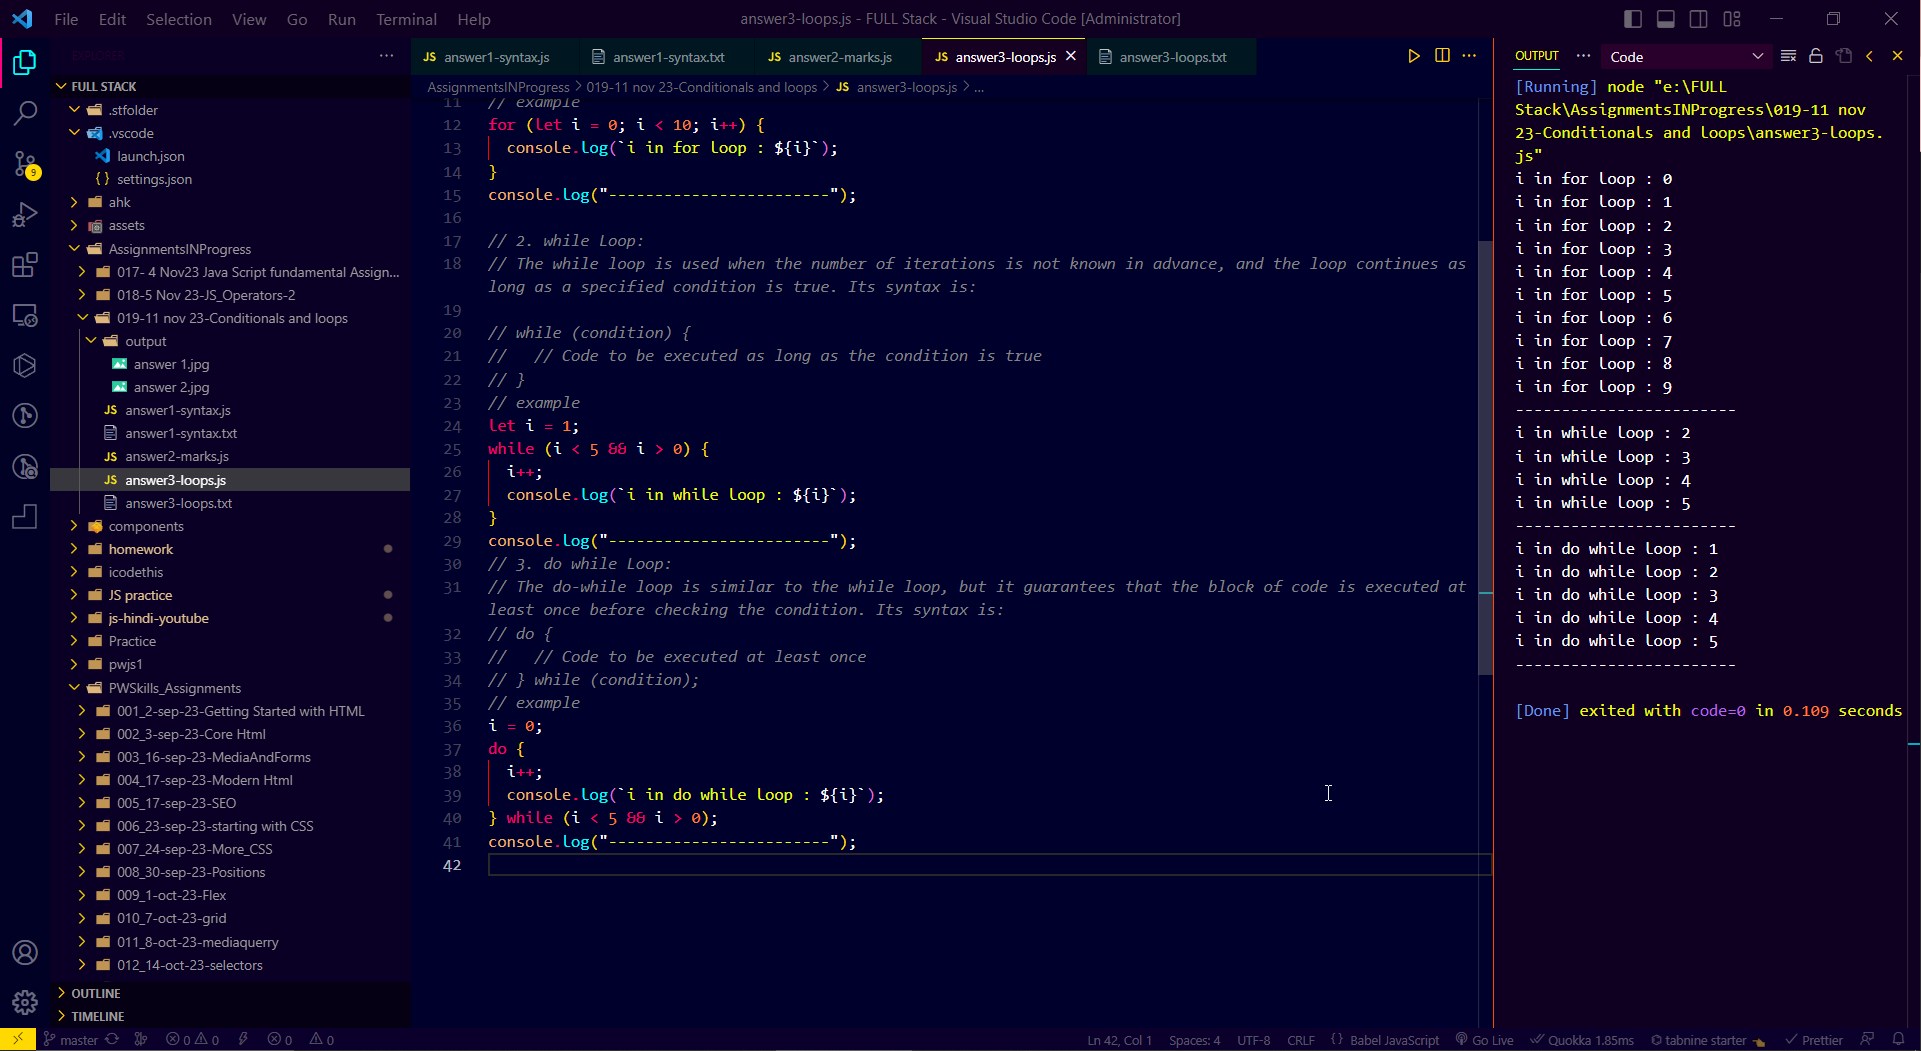 File Edit Selection View Go Run Terminal Help
answer3-loops.js - FULL Stack - Visual Studio Code [Administrator]
EXPLORER
FULL STACK
.stfolder
.vscode
launch.json
settings.json
ahk
assets
AssignmentsINProgress
017- 4 Nov23 Java Script fundamental Assign...
018-5 Nov 23-JS_Operators-2
019-11 nov 23-Conditionals and loops
output
answer 1.jpg
answer 2.jpg
JS answer1-syntax.js
answer1-syntax.txt
JS answer2-marks.js
JS answer3-loops.js
answer3-loops.txt
components
homework
icodethis
JS practice
js-hindi-youtube
Practice
pwjs1
PWSkills_Assignments
001_2-sep-23-Getting Started with HTML
002_3-sep-23-Core Html
003_16-sep-23-MediaAndForms
004_17-sep-23-Modern Html
005_17-sep-23-SEO
006_23-sep-23-starting with CSS
007_24-sep-23-More_CSS
008_30-sep-23-Positions
009_1-oct-23-Flex
010_7-oct-23-grid
011_8-oct-23-mediaquerry
012_14-oct-23-selectors
OUTLINE
TIMELINE
9
JS answer1-syntax.js answer1-syntax.txt JS answer2-marks.js JS answer3-loops.js answer3-loops.txt
AssignmentsINProgress > 019-11 nov 23-Conditionals and loops > JS answer3-loops.js > ...
11 // example
12 for (let i = 0; i < 10; i++) {
13 console.log(`i in for loop : ${i}`);
14 }
15 console.log("------------------------");
16
17 // 2. while Loop:
18 // The while loop is used when the number of iterations is not known in advance, and the loop continues as
long as a specified condition is true. Its syntax is:
19
20 // while (condition) {
21 // // Code to be executed as long as the condition is true
22 // }
23 // example
24 let i = 1;
25 while (i < 5 && i > 0) {
26 i++;
27 console.log(`i in while loop : ${i}`);
28 }
29 console.log("------------------------");
30 // 3. do while Loop:
31 // The do-while loop is similar to the while loop, but it guarantees that the block of code is executed at
least once before checking the condition. Its syntax is:
32 // do {
33 // // Code to be executed at least once
34 // } while (condition);
35 // example
36 i = 0;
37 do {
38 i++;
39 console.log(`i in do while loop : ${i}`);
40 } while (i < 5 && i > 0);
41 console.log("------------------------");
42
OUTPUT ... Code
[Running] node "e:\FULL
Stack\AssignmentsINProgress\019-11 nov
23-Conditionals and loops\answer3-loops.
js"
i in for loop : 0
i in for loop : 1
i in for loop : 2
i in for loop : 3
i in for loop : 4
i in for loop : 5
i in for loop : 6
i in for loop : 7
i in for loop : 8
i in for loop : 9
------------------------
i in while loop : 2
i in while loop : 3
i in while loop : 4
i in while loop : 5
------------------------
i in do while loop : 1
i in do while loop : 2
i in do while loop : 3
i in do while loop : 4
i in do while loop : 5
------------------------
[Done] exited with code=0 in 0.109 seconds
master 0 0 0 0 Ln 42, Col 1 Spaces: 4 UTF-8 CRLF { } Babel JavaScript Go Live Quokka 1.85ms tabnine starter Prettier